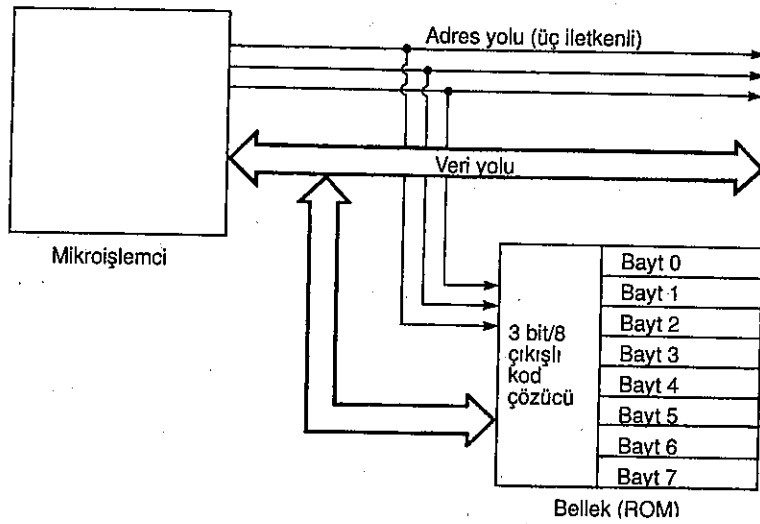 Adres yolu (üç iletkenli)
Veri yolu
Mikroişlemci
3 bit/8
çıkışlı
kod
çözücü
Bayt 0
Bayt 1
Bayt 2
Bayt 3
Bayt 4
Bayt 5
Bayt 6
Bayt 7
Bellek (ROM)